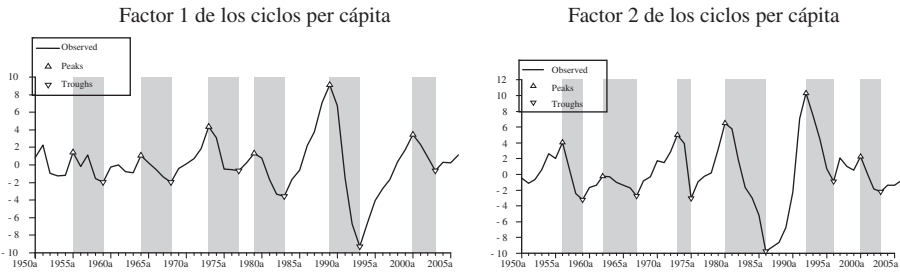 Factor 1 de los ciclos per cápita
Observed
Peaks
Troughs
10
8
6
4
2
0
- 2
- 4
- 6
- 8
- 10
1950a 1955a 1960a 1965a 1970a 1975a 1980a 1985a 1990a 1995a 2000a 2005a
Factor 2 de los ciclos per cápita
Observed
Peaks
Troughs
12
10
8
6
4
2
0
- 2
- 4
- 6
- 8
- 10
1950a 1955a 1960a 1965a 1970a 1975a 1980a 1985a 1990a 1995a 2000a 2005a